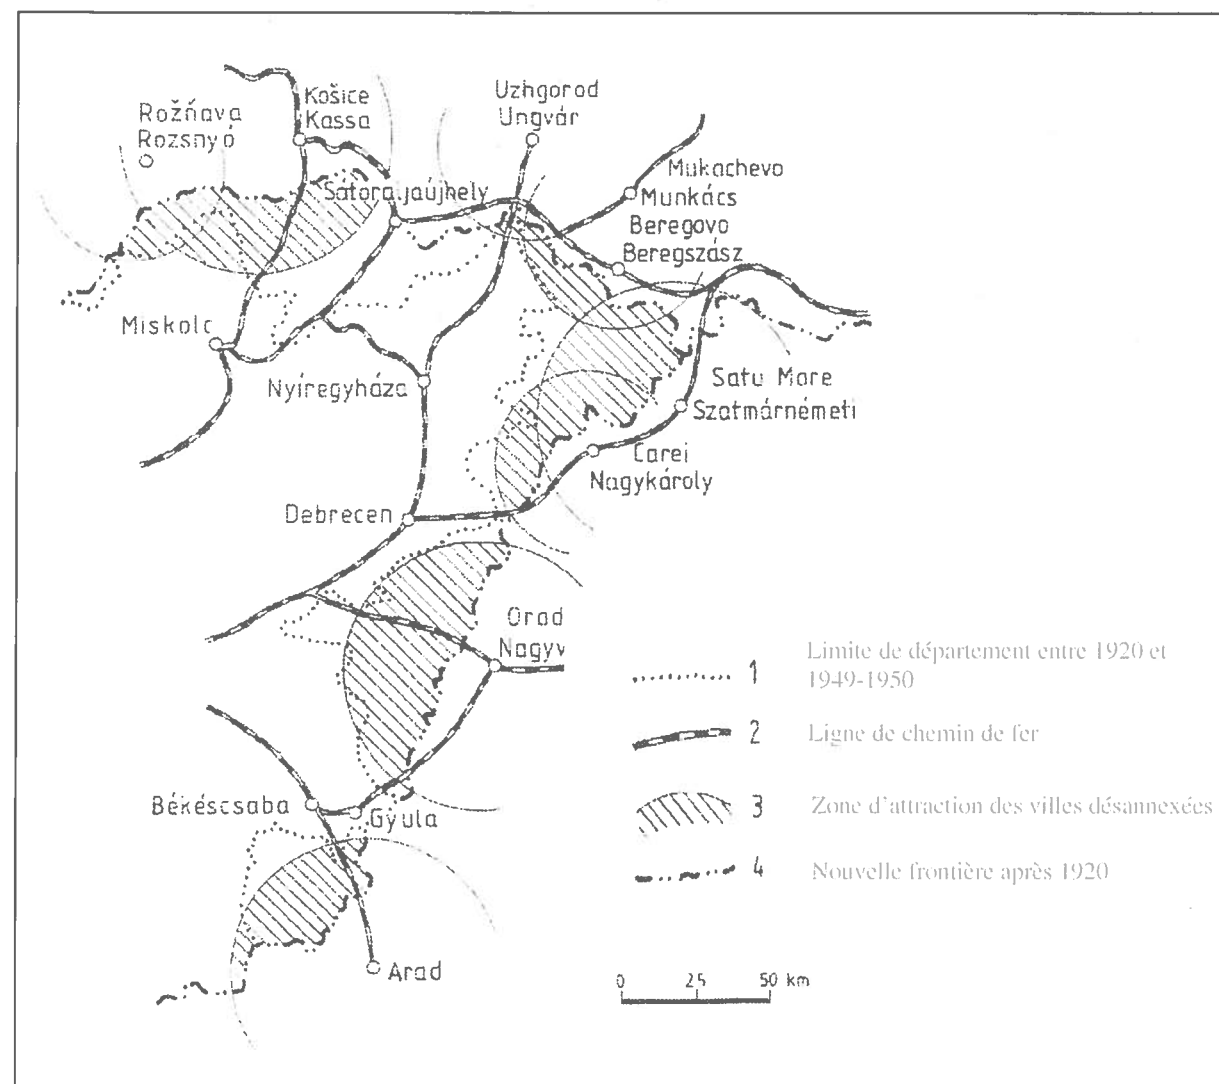 Košice
Kassa
Rožňava
Rozsnyó
Uzhgorod
Ungvár
Mukachevo
Munkács
Beregovo
Beregszász
Sátoraljaújhely
Miskolc
Nyíregyháza
Satu More
Szatmárnémeti
Carei
Nagykároly
Debrecen
Orad
Nagyv
Békéscsaba
Gyula
Arad
1 Limite de département entre 1920 et
1949-1950
2 Ligne de chemin de fer
3 Zone d'attraction des villes désannexées
4 Nouvelle frontière après 1920
0 25 50 km